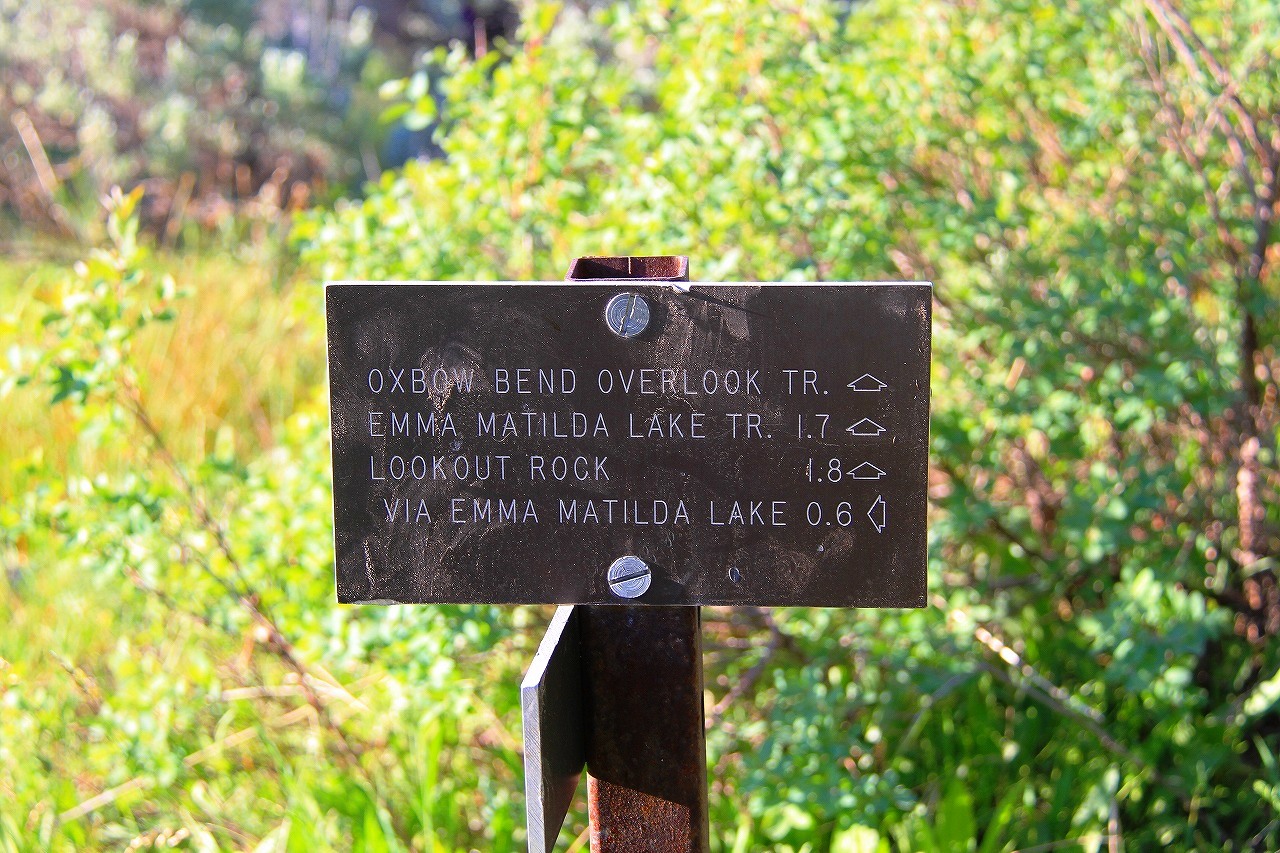 OXBOW BEND OVERLOOK TR. ⇧
EMMA MATILDA LAKE TR. 1.7 ⇧
LOOKOUT ROCK 1.8 ⇧
VIA EMMA MATILDA LAKE 0.6 ⇦